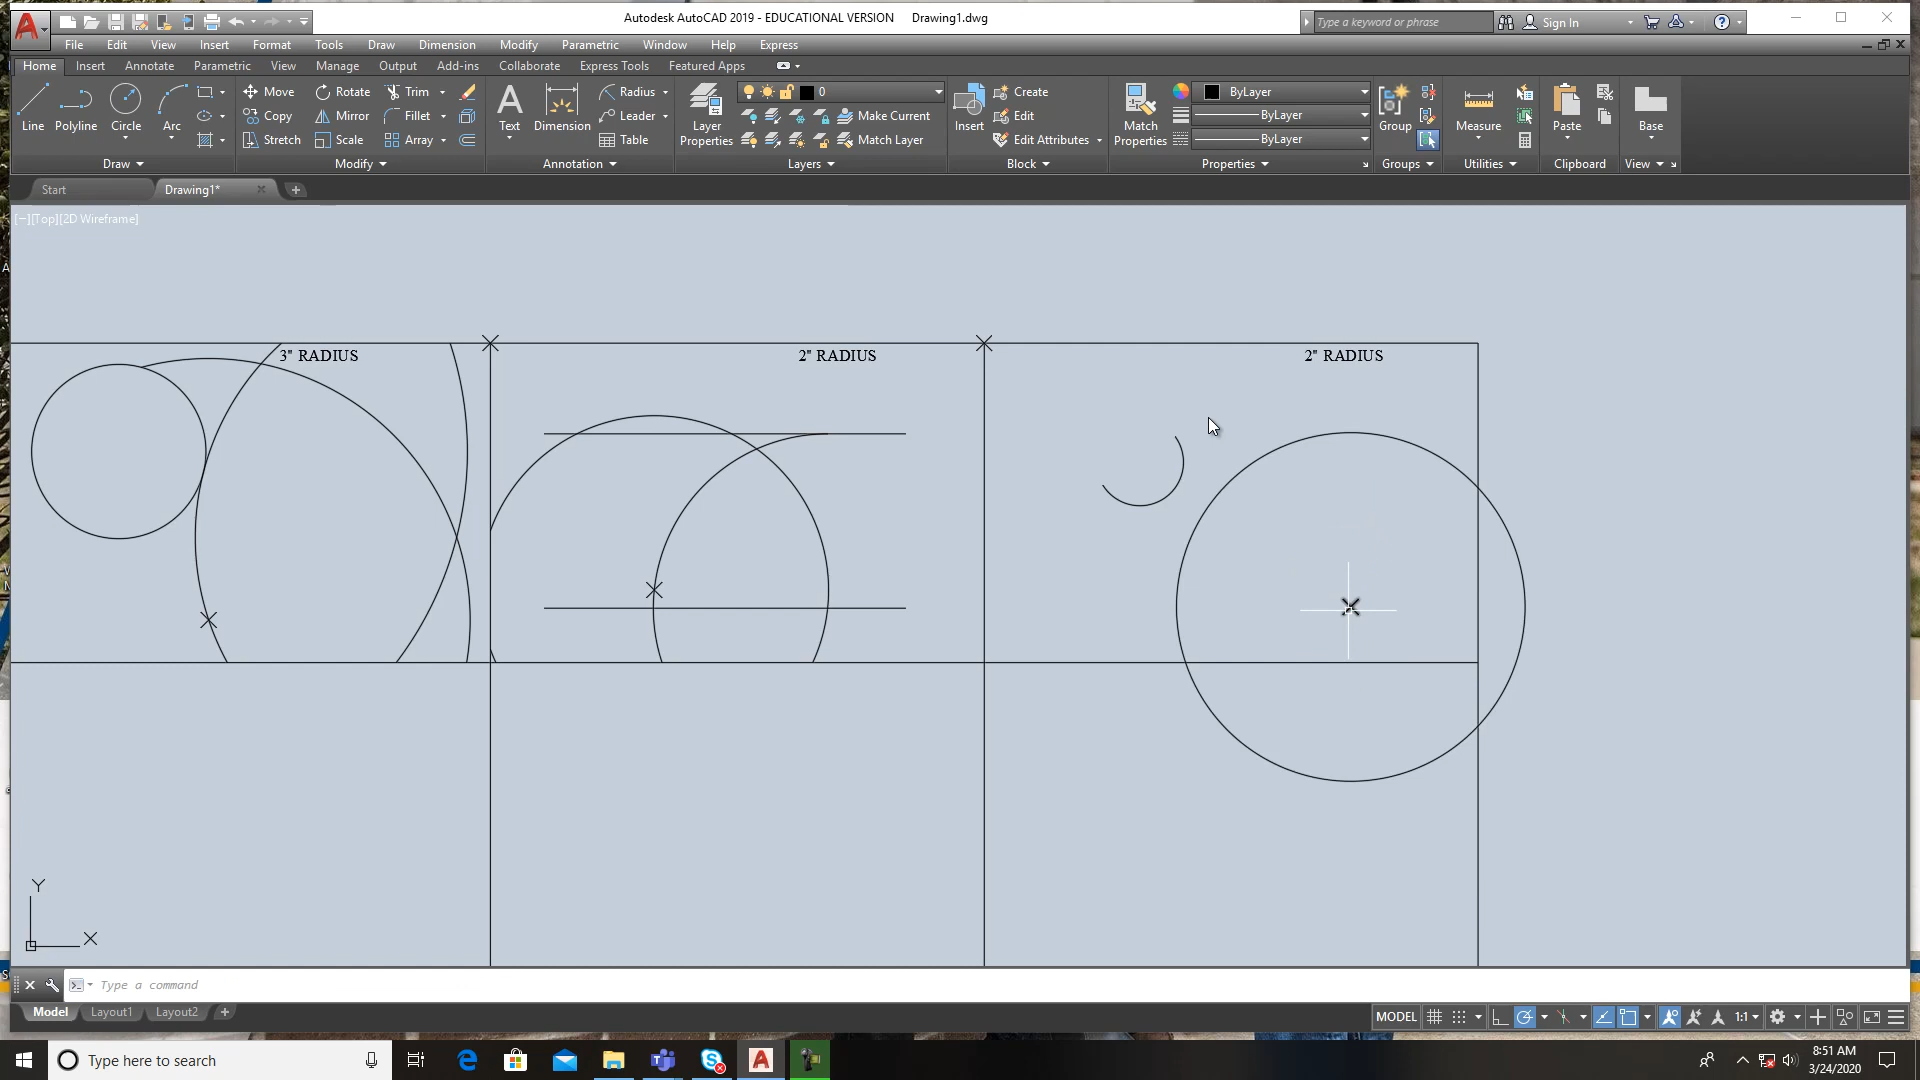 Autodesk AutoCAD 2019 - EDUCATIONAL VERSION Drawing1.dwg
Type a keyword or phrase
Sign In
File Edit View Insert Format Tools Draw Dimension Modify Parametric Window Help Express
Home Insert Annotate Parametric View Manage Output Add-ins Collaborate Express Tools Featured Apps
Line Polyline Circle Arc
Move Rotate Trim
Copy Mirror Fillet
Stretch Scale Array
Text Dimension
Radius
Leader
Table
Layer Properties
0
Make Current
Match Layer
Insert
Create
Edit
Edit Attributes
Match Properties
ByLayer
ByLayer
ByLayer
Group
Measure
Paste
Base
Draw Modify Annotation Layers Block Properties Groups Utilities Clipboard View
Start Drawing1*
[−][Top][2D Wireframe]
3" RADIUS 2" RADIUS 2" RADIUS
Y
X
Type a command
Model Layout1 Layout2
MODEL 1:1
Type here to search
8:51 AM
3/24/2020